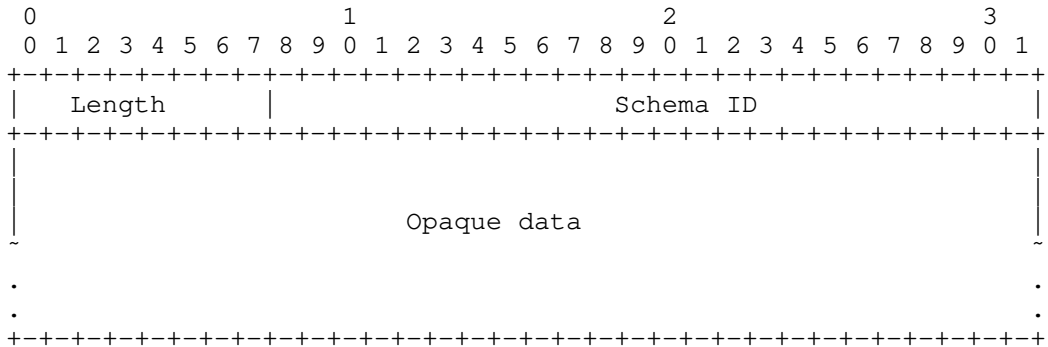 0                   1                   2                   3
 0 1 2 3 4 5 6 7 8 9 0 1 2 3 4 5 6 7 8 9 0 1 2 3 4 5 6 7 8 9 0 1
+-+-+-+-+-+-+-+-+-+-+-+-+-+-+-+-+-+-+-+-+-+-+-+-+-+-+-+-+-+-+-+-+
|   Length      |                     Schema ID                 |
+-+-+-+-+-+-+-+-+-+-+-+-+-+-+-+-+-+-+-+-+-+-+-+-+-+-+-+-+-+-+-+-+
|                                                               |
|                                                               |
|                        Opaque data                            |
~                                                               ~
.                                                               .
.                                                               .
+-+-+-+-+-+-+-+-+-+-+-+-+-+-+-+-+-+-+-+-+-+-+-+-+-+-+-+-+-+-+-+-+